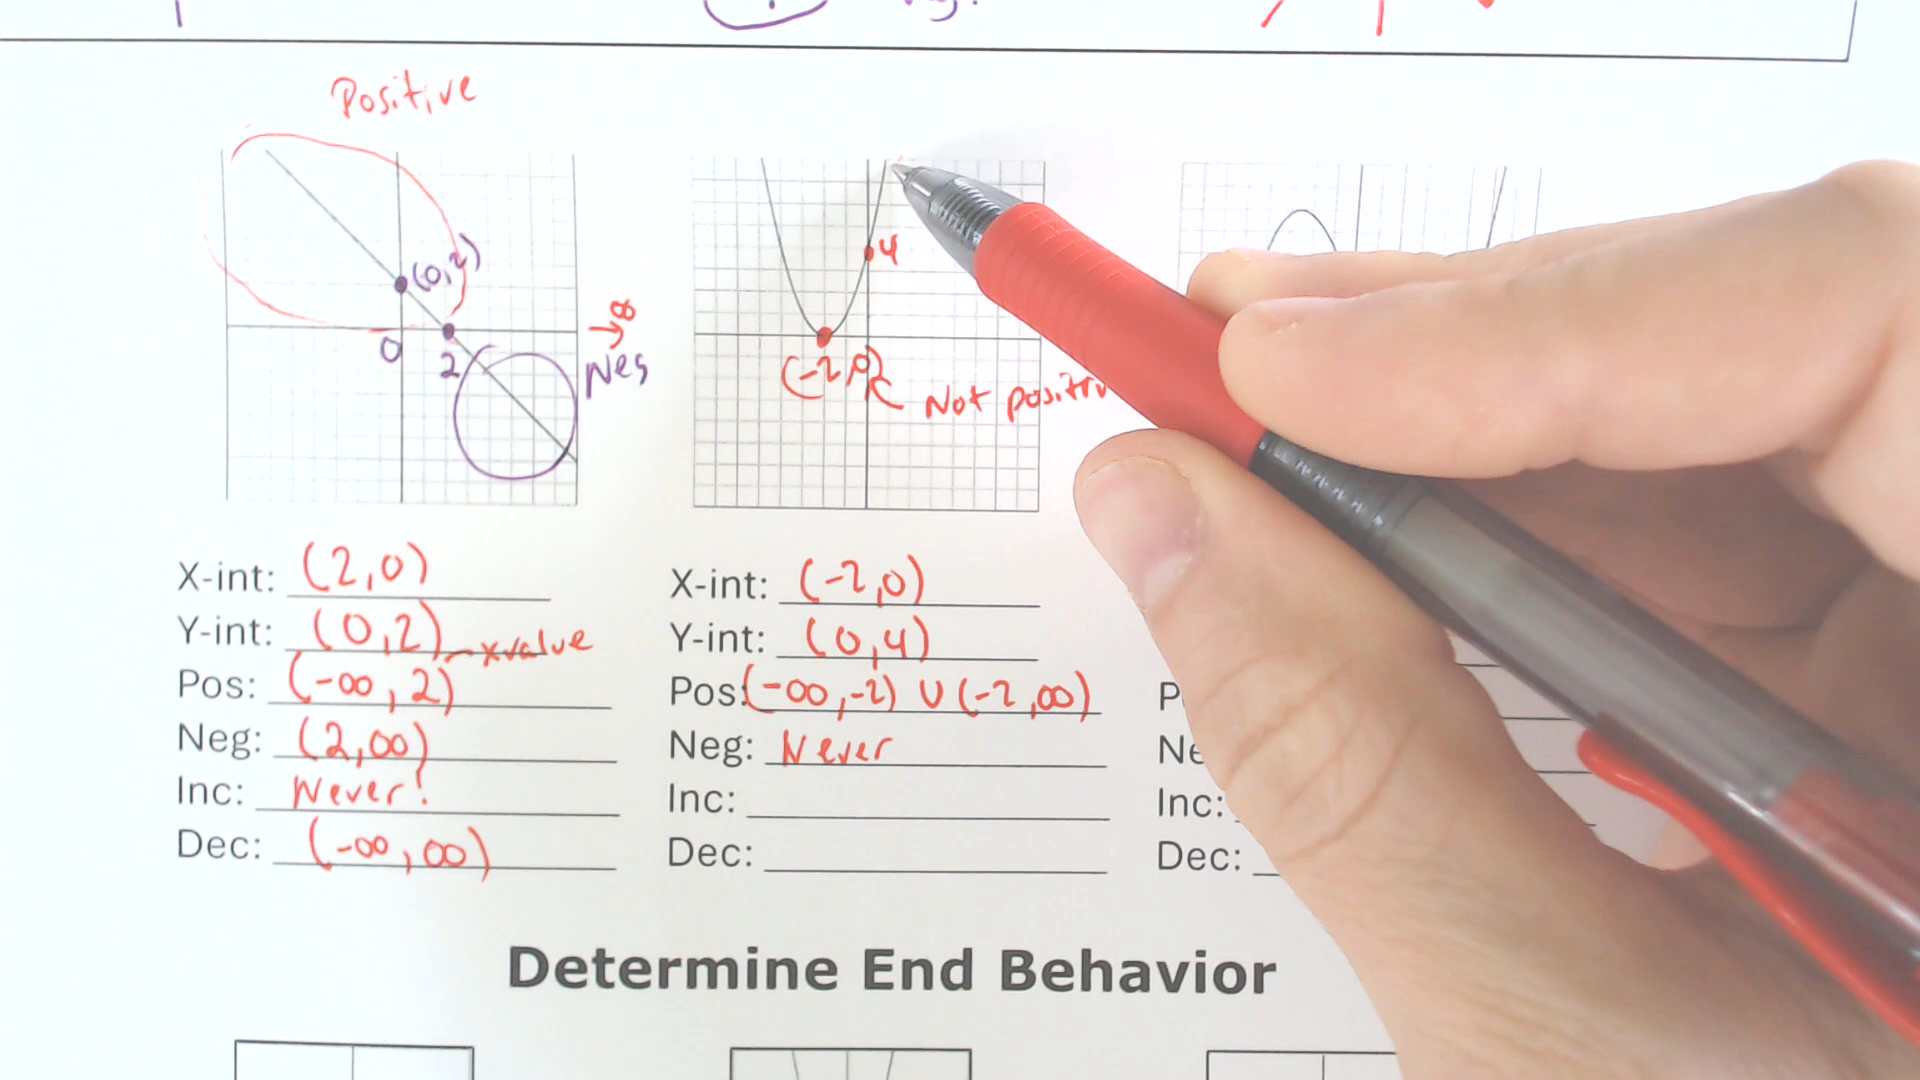 Positive
(0,2)
4
→ ∞
0
2
Neg
(-2,0)
Not positiv
X-int: (2,0)
Y-int: (0,2) x value
Pos: (-∞, 2)
Neg: (2,∞)
Inc: Never!
Dec: (-∞, ∞)
X-int: (-2,0)
Y-int: (0,4)
Pos: (-∞,-2) ∪ (-2,∞)
Neg: Never
Inc:
Dec:
P
Ne
Inc:
Dec:
Determine End Behavior